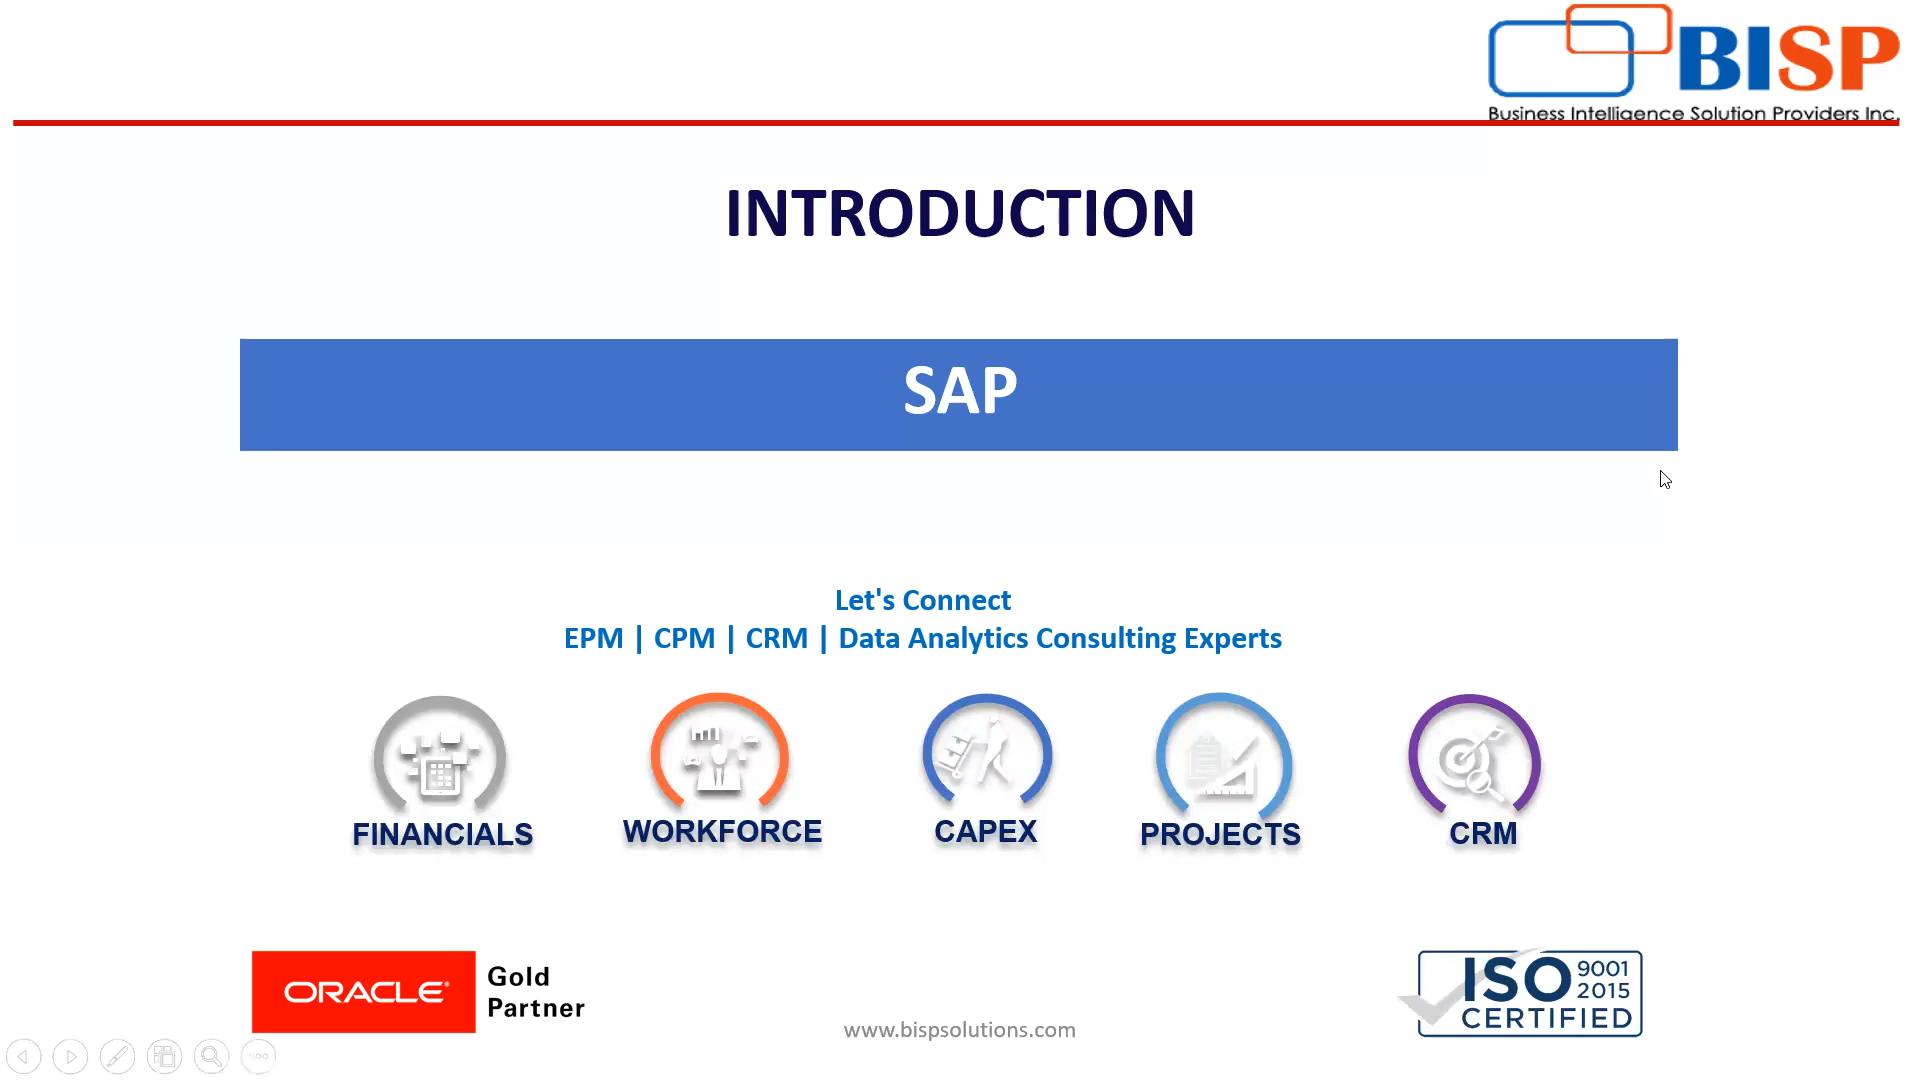 BISP
Business Intelligence Solution Providers Inc.
INTRODUCTION
SAP
Let's Connect
EPM | CPM | CRM | Data Analytics Consulting Experts
FINANCIALS
WORKFORCE
CAPEX
PROJECTS
CRM
ORACLE®
Gold
Partner
www.bispsolutions.com
ISO
9001
2015
CERTIFIED